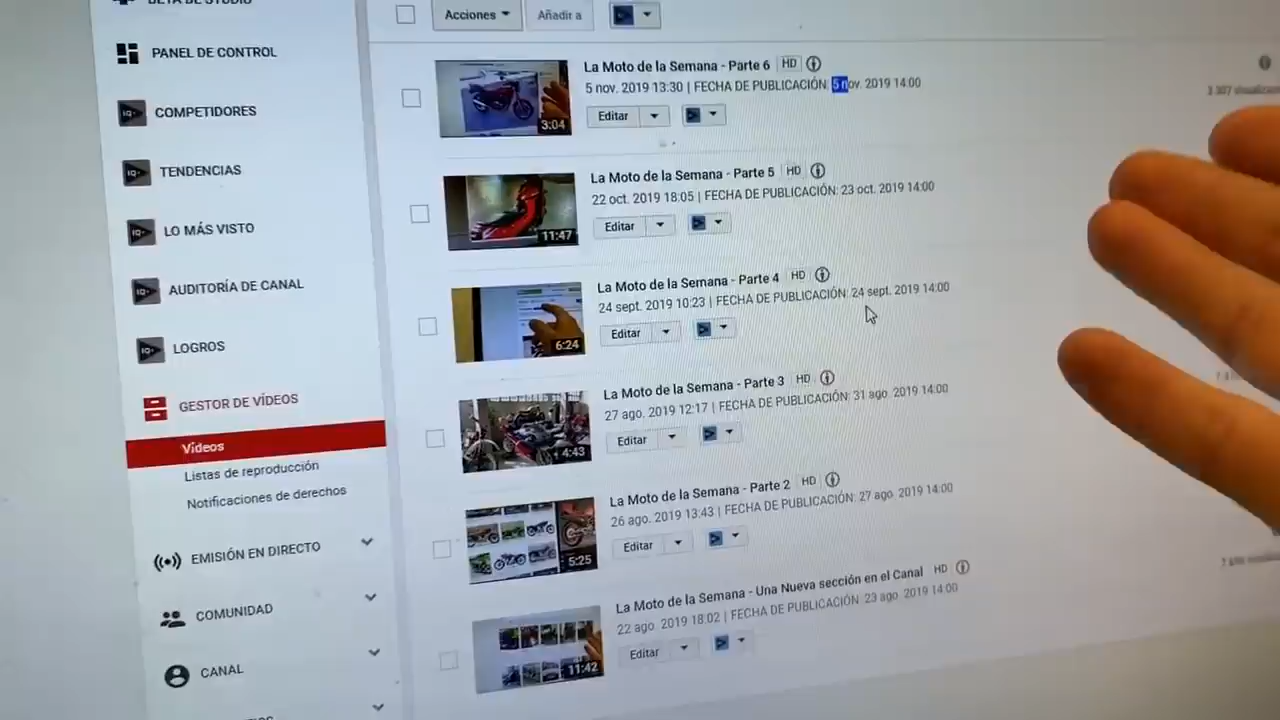 BETA DE STUDIO
PANEL DE CONTROL
COMPETIDORES
TENDENCIAS
LO MÁS VISTO
AUDITORÍA DE CANAL
LOGROS
GESTOR DE VÍDEOS
Vídeos
Listas de reproducción
Notificaciones de derechos
EMISIÓN EN DIRECTO
COMUNIDAD
CANAL
Acciones
Añadir a
La Moto de la Semana - Parte 6 HD
5 nov. 2019 13:30 | FECHA DE PUBLICACIÓN: 5 nov. 2019 14:00
3:04
Editar
La Moto de la Semana - Parte 5 HD
22 oct. 2019 18:05 | FECHA DE PUBLICACIÓN: 23 oct. 2019 14:00
11:47
Editar
La Moto de la Semana - Parte 4 HD
24 sept. 2019 10:23 | FECHA DE PUBLICACIÓN: 24 sept. 2019 14:00
6:24
Editar
La Moto de la Semana - Parte 3 HD
27 ago. 2019 12:17 | FECHA DE PUBLICACIÓN: 31 ago. 2019 14:00
4:43
Editar
La Moto de la Semana - Parte 2 HD
26 ago. 2019 13:43 | FECHA DE PUBLICACIÓN: 27 ago. 2019 14:00
5:25
Editar
La Moto de la Semana - Una Nueva sección en el Canal HD
22 ago. 2019 18:02 | FECHA DE PUBLICACIÓN: 23 ago. 2019 14:00
11:42
Editar